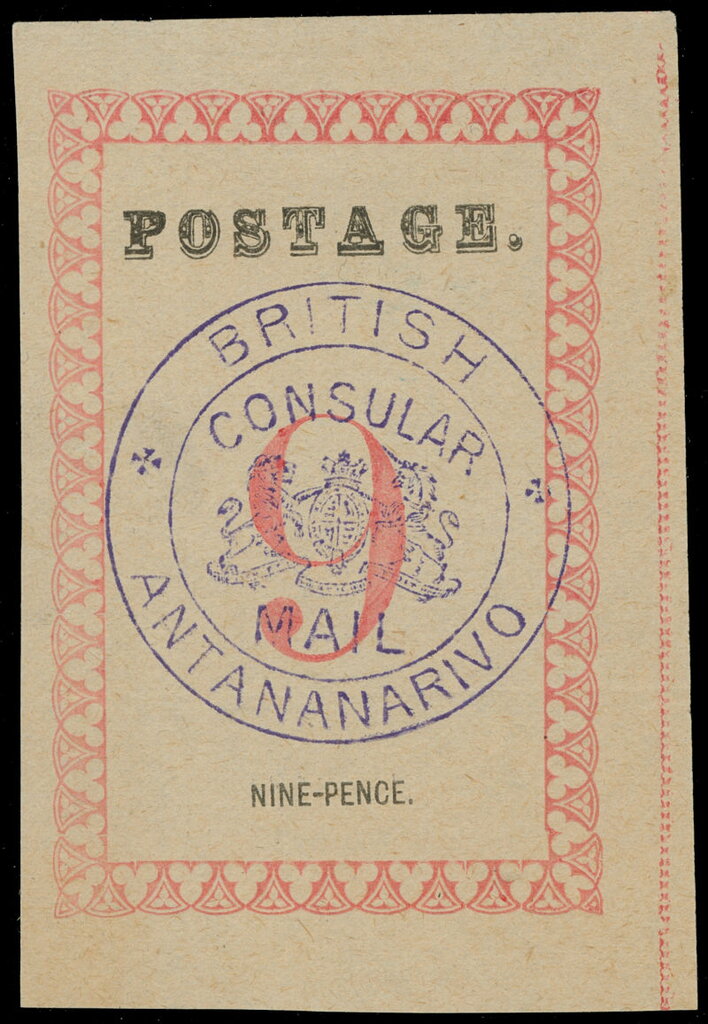 POSTAGE.
BRITISH
CONSULAR
9
MAIL
ANTANANARIVO
NINE-PENCE.